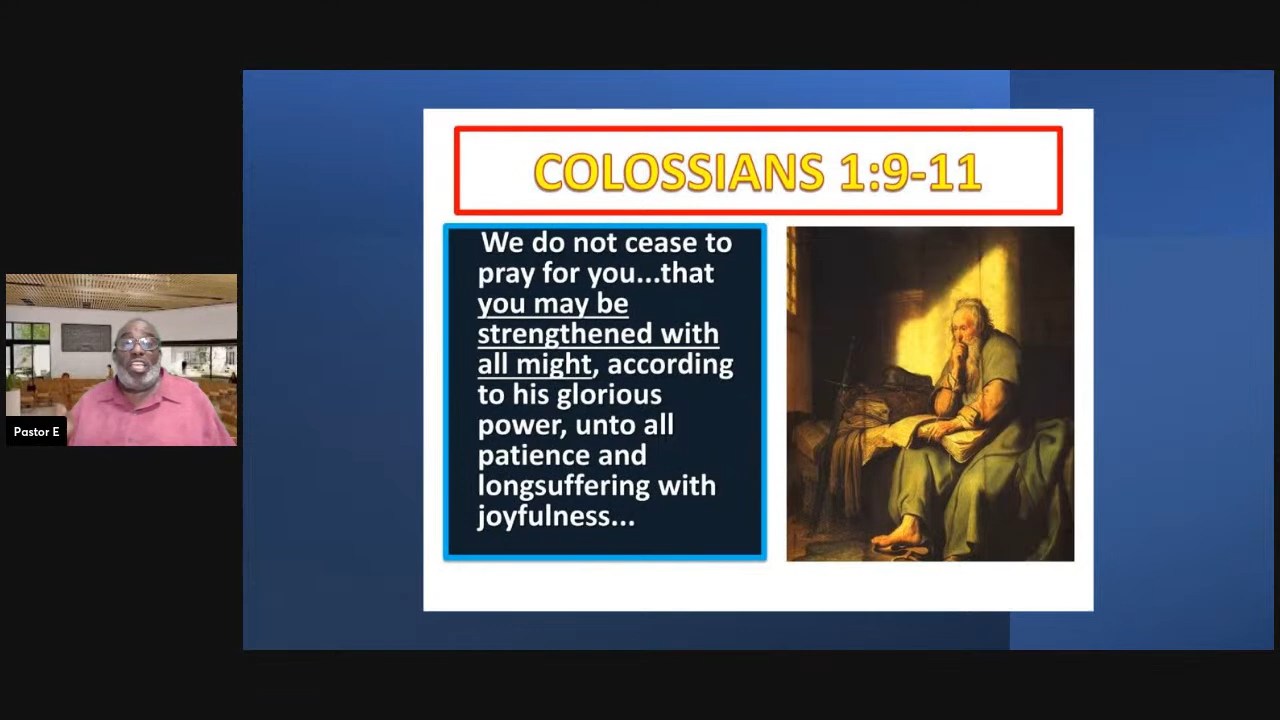 COLOSSIANS 1:9-11
We do not cease to
pray for you...that
you may be
strengthened with
all might, according
to his glorious
power, unto all
patience and
longsuffering with
joyfulness...
Pastor E